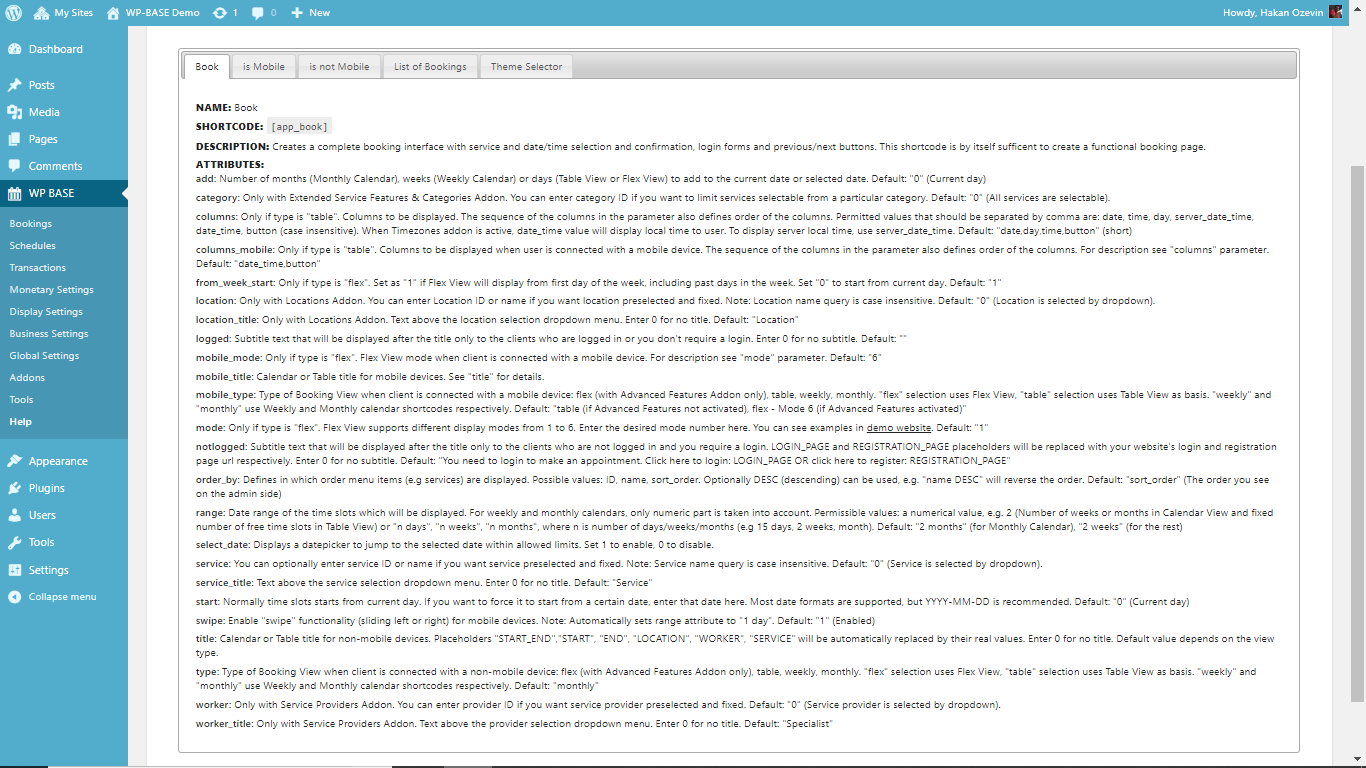 My Sites WP-BASE Demo 1 0 New Howdy, Hakan Ozevin
Dashboard
Posts
Media
Pages
Comments
WP BASE
Bookings
Schedules
Transactions
Monetary Settings
Display Settings
Business Settings
Global Settings
Addons
Tools
Help
Appearance
Plugins
Users
Tools
Settings
Collapse menu
Book is Mobile is not Mobile List of Bookings Theme Selector
NAME: Book
SHORTCODE: [app_book]
DESCRIPTION: Creates a complete booking interface with service and date/time selection and confirmation, login forms and previous/next buttons. This shortcode is by itself sufficent to create a functional booking page.
ATTRIBUTES:
add: Number of months (Monthly Calendar), weeks (Weekly Calendar) or days (Table View or Flex View) to add to the current date or selected date. Default: "0" (Current day)
category: Only with Extended Service Features & Categories Addon. You can enter category ID if you want to limit services selectable from a particular category. Default: "0" (All services are selectable).
columns: Only if type is "table". Columns to be displayed. The sequence of the columns in the parameter also defines order of the columns. Permitted values that should be separated by comma are: date, time, day, server_date_time,
date_time, button (case insensitive). When Timezones addon is active, date_time value will display local time to user. To display server local time, use server_date_time. Default: "date,day,time,button" (short)
columns_mobile: Only if type is "table". Columns to be displayed when user is connected with a mobile device. The sequence of the columns in the parameter also defines order of the columns. For description see "columns" parameter.
Default: "date_time,button"
from_week_start: Only if type is "flex". Set as "1" if Flex View will display from first day of the week, including past days in the week. Set "0" to start from current day. Default: "1"
location: Only with Locations Addon. You can enter Location ID or name if you want location preselected and fixed. Note: Location name query is case insensitive. Default: "0" (Location is selected by dropdown).
location_title: Only with Locations Addon. Text above the location selection dropdown menu. Enter 0 for no title. Default: "Location"
logged: Subtitle text that will be displayed after the title only to the clients who are logged in or you don't require a login. Enter 0 for no subtitle. Default: ""
mobile_mode: Only if type is "flex". Flex View mode when client is connected with a mobile device. For description see "mode" parameter. Default: "6"
mobile_title: Calendar or Table title for mobile devices. See "title" for details.
mobile_type: Type of Booking View when client is connected with a mobile device: flex (with Advanced Features Addon only), table, weekly, monthly. "flex" selection uses Flex View, "table" selection uses Table View as basis. "weekly" and
"monthly" use Weekly and Monthly calendar shortcodes respectively. Default: "table (if Advanced Features not activated), flex - Mode 6 (if Advanced Features activated)"
mode: Only if type is "flex". Flex View supports different display modes from 1 to 6. Enter the desired mode number here. You can see examples in demo website. Default: "1"
notlogged: Subtitle text that will be displayed after the title only to the clients who are not logged in and you require a login. LOGIN_PAGE and REGISTRATION_PAGE placeholders will be replaced with your website's login and registration
page url respectively. Enter 0 for no subtitle. Default: "You need to login to make an appointment. Click here to login: LOGIN_PAGE OR click here to register: REGISTRATION_PAGE"
order_by: Defines in which order menu items (e.g services) are displayed. Possible values: ID, name, sort_order. Optionally DESC (descending) can be used, e.g. "name DESC" will reverse the order. Default: "sort_order" (The order you see
on the admin side)
range: Date range of the time slots which will be displayed. For weekly and monthly calendars, only numeric part is taken into account. Permissible values: a numerical value, e.g. 2 (Number of weeks or months in Calendar View and fixed
number of free time slots in Table View) or "n days", "n weeks", "n months", where n is number of days/weeks/months (e.g 15 days, 2 weeks, month). Default: "2 months" (for Monthly Calendar), "2 weeks" (for the rest)
select_date: Displays a datepicker to jump to the selected date within allowed limits. Set 1 to enable, 0 to disable.
service: You can optionally enter service ID or name if you want service preselected and fixed. Note: Service name query is case insensitive. Default: "0" (Service is selected by dropdown).
service_title: Text above the service selection dropdown menu. Enter 0 for no title. Default: "Service"
start: Normally time slots starts from current day. If you want to force it to start from a certain date, enter that date here. Most date formats are supported, but YYYY-MM-DD is recommended. Default: "0" (Current day)
swipe: Enable "swipe" functionality (sliding left or right) for mobile devices. Note: Automatically sets range attribute to "1 day". Default: "1" (Enabled)
title: Calendar or Table title for non-mobile devices. Placeholders "START_END","START", "END", "LOCATION", "WORKER", "SERVICE" will be automatically replaced by their real values. Enter 0 for no title. Default value depends on the view
type.
type: Type of Booking View when client is connected with a non-mobile device: flex (with Advanced Features Addon only), table, weekly, monthly. "flex" selection uses Flex View, "table" selection uses Table View as basis. "weekly" and
"monthly" use Weekly and Monthly calendar shortcodes respectively. Default: "monthly"
worker: Only with Service Providers Addon. You can enter provider ID if you want service provider preselected and fixed. Default: "0" (Service provider is selected by dropdown).
worker_title: Only with Service Providers Addon. Text above the provider selection dropdown menu. Enter 0 for no title. Default: "Specialist"